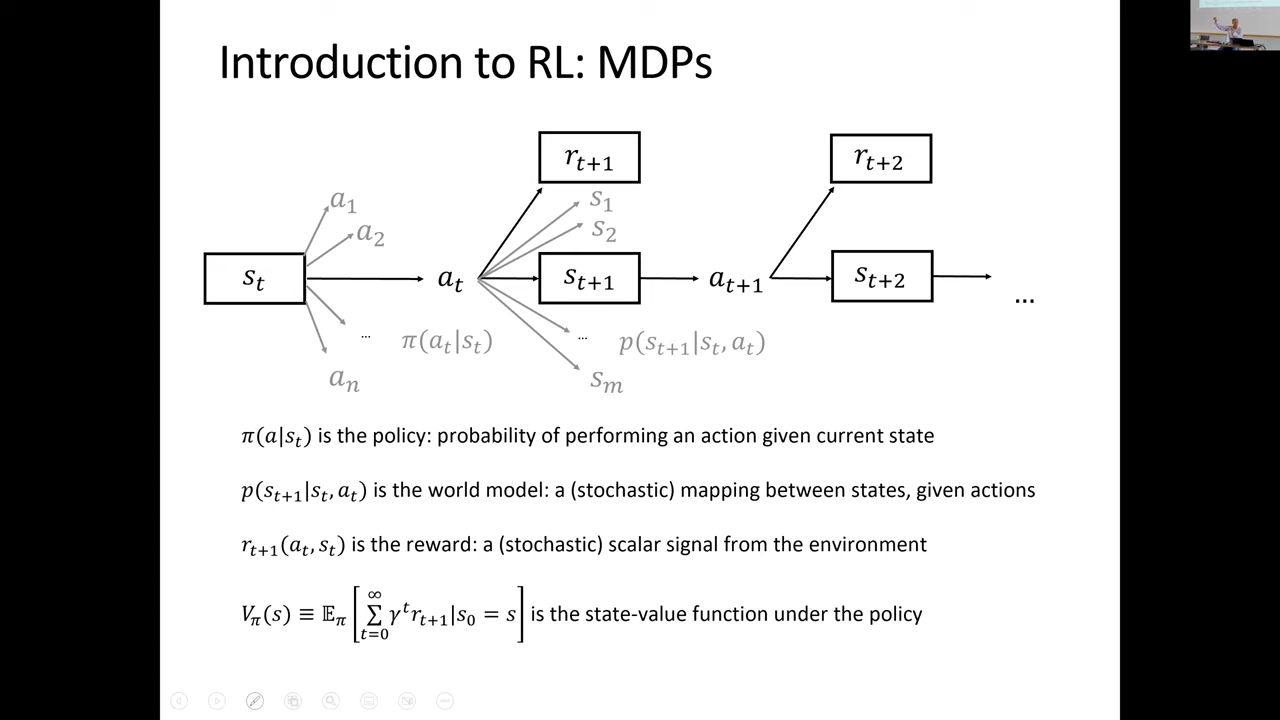 Introduction to RL: MDPs
r_{t+1}
r_{t+2}
a_1
s_1
a_2
s_2
s_t
a_t
s_{t+1}
a_{t+1}
s_{t+2}
...
... π(a_t|s_t) ... p(s_{t+1}|s_t, a_t)
a_n
s_m
π(a|s_t) is the policy: probability of performing an action given current state
p(s_{t+1}|s_t, a_t) is the world model: a (stochastic) mapping between states, given actions
r_{t+1}(a_t, s_t) is the reward: a (stochastic) scalar signal from the environment
V_π(s) ≡ 𝔼_π [∑_{t=0}^{∞} γ^t r_{t+1}|s_0 = s] is the state-value function under the policy